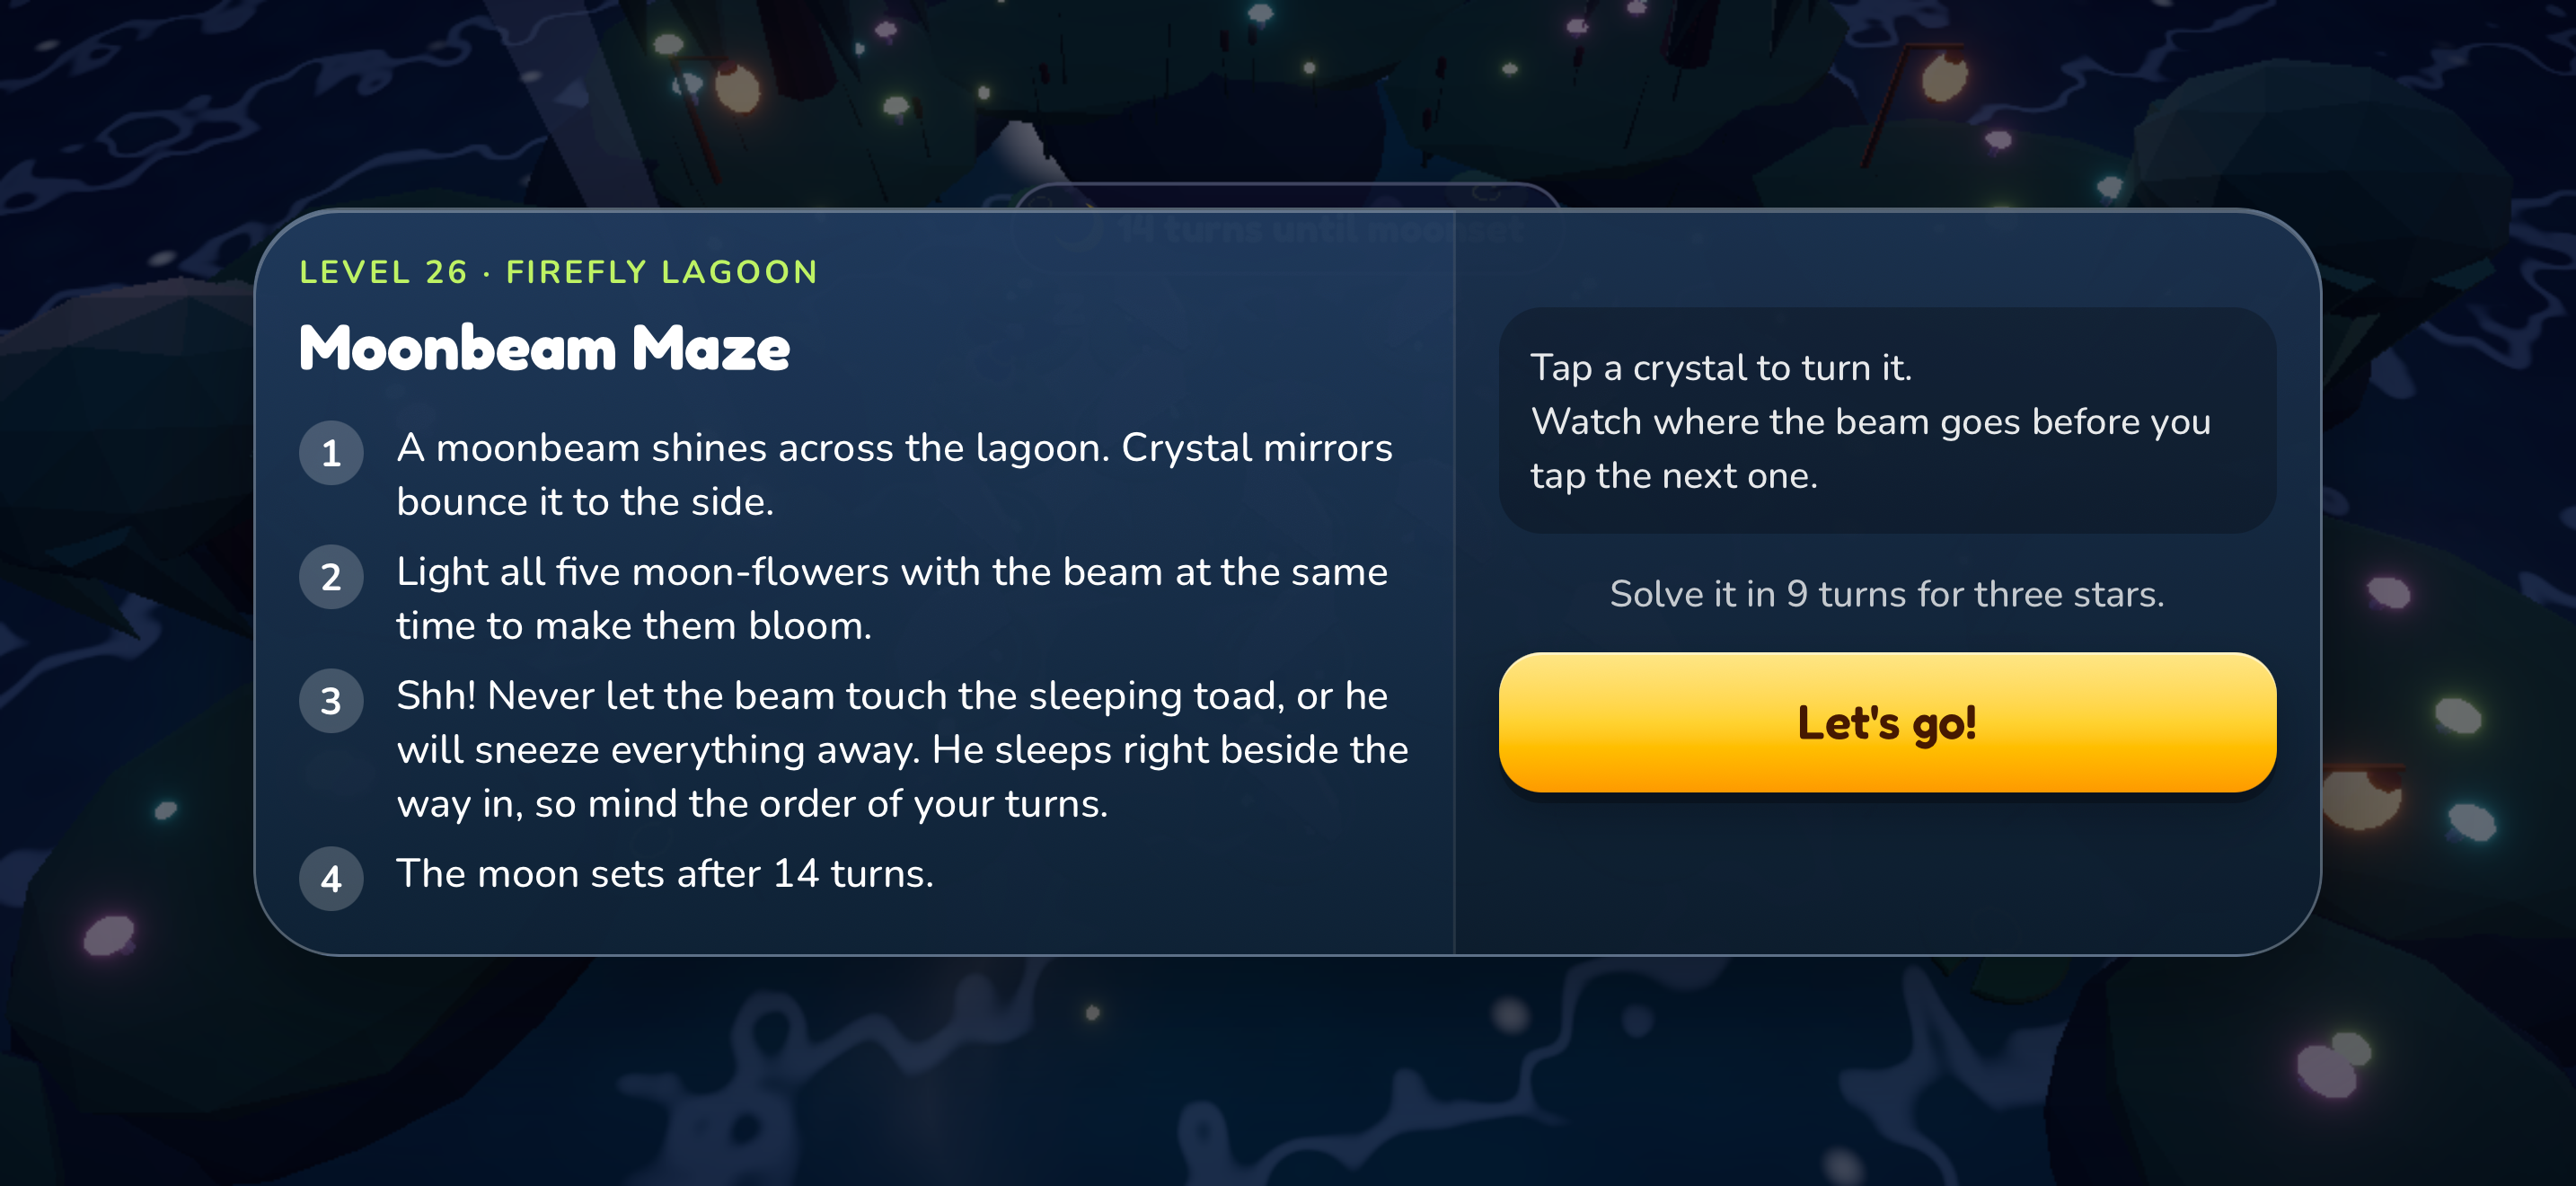 14 turns until moonset
LEVEL 26 · FIREFLY LAGOON
Moonbeam Maze
1 A moonbeam shines across the lagoon. Crystal mirrors
bounce it to the side.
2 Light all five moon-flowers with the beam at the same
time to make them bloom.
3 Shh! Never let the beam touch the sleeping toad, or he
will sneeze everything away. He sleeps right beside the
way in, so mind the order of your turns.
4 The moon sets after 14 turns.
Tap a crystal to turn it.
Watch where the beam goes before you
tap the next one.
Solve it in 9 turns for three stars.
Let's go!